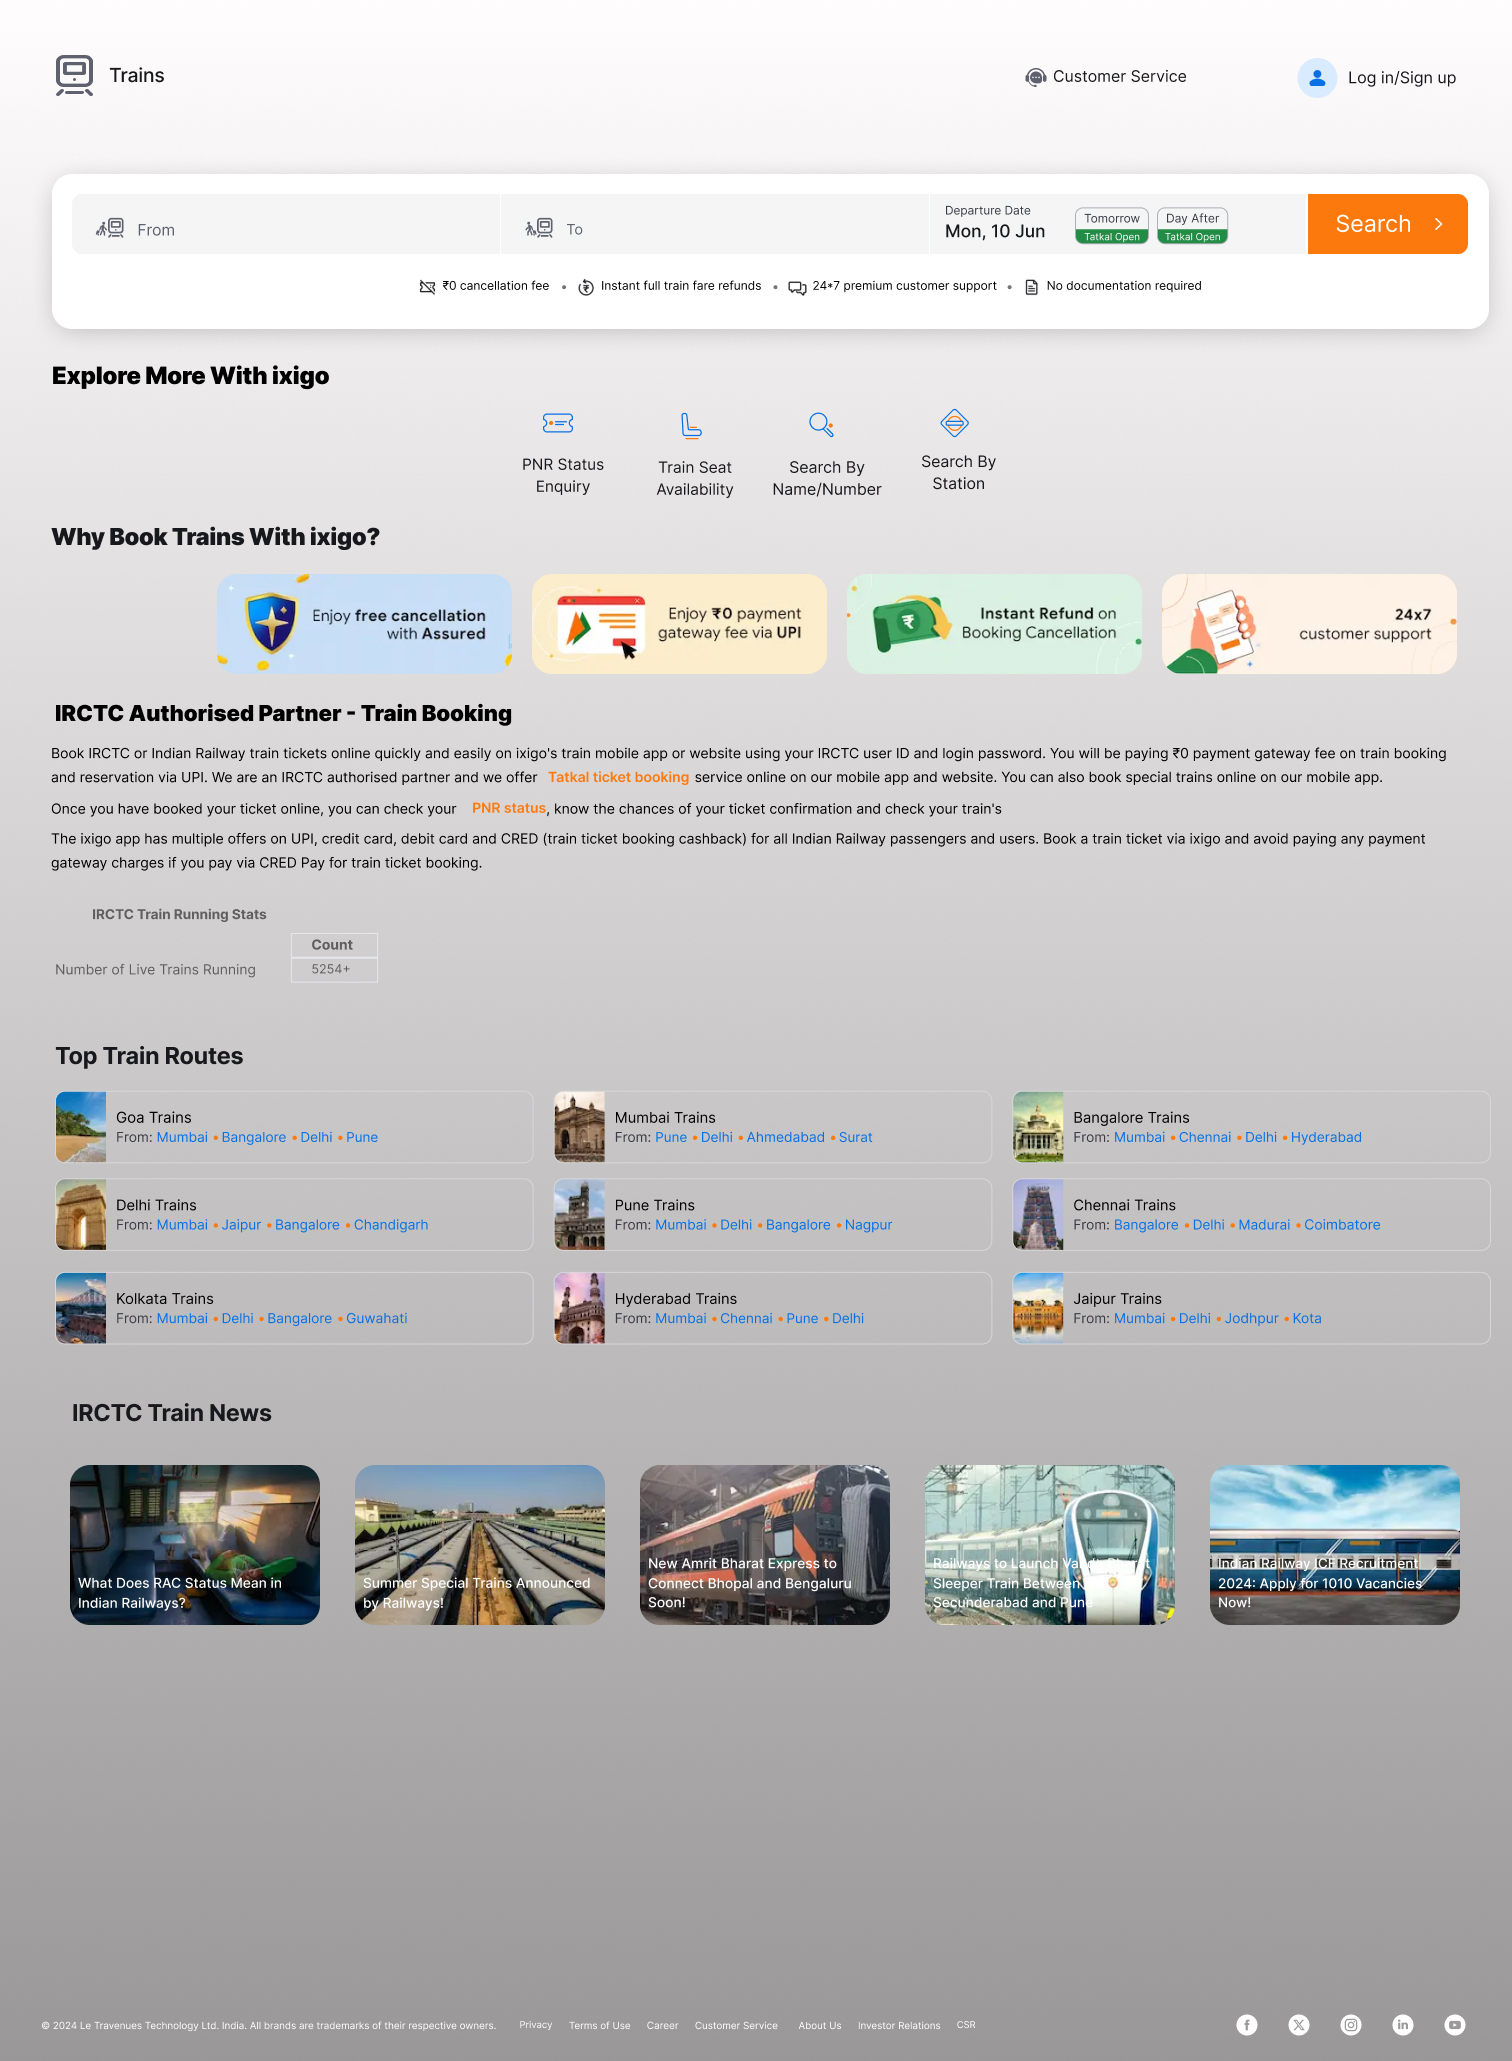 Trains
Customer Service
Log in/Sign up
From
To
Departure Date
Mon, 10 Jun
Tomorrow
Tatkal Open
Day After
Tatkal Open
Search
₹0 cancellation fee • Instant full train fare refunds • 24*7 premium customer support • No documentation required
Explore More With ixigo
PNR Status
Enquiry
Train Seat
Availability
Search By
Name/Number
Search By
Station
Why Book Trains With ixigo?
Enjoy free cancellation
with Assured
Enjoy ₹0 payment
gateway fee via UPI
₹
Instant Refund on
Booking Cancellation
24x7
customer support
IRCTC Authorised Partner - Train Booking
Book IRCTC or Indian Railway train tickets online quickly and easily on ixigo's train mobile app or website using your IRCTC user ID and login password. You will be paying ₹0 payment gateway fee on train booking
and reservation via UPI. We are an IRCTC authorised partner and we offer Tatkal ticket booking service online on our mobile app and website. You can also book special trains online on our mobile app.
Once you have booked your ticket online, you can check your PNR status, know the chances of your ticket confirmation and check your train's
The ixigo app has multiple offers on UPI, credit card, debit card and CRED (train ticket booking cashback) for all Indian Railway passengers and users. Book a train ticket via ixigo and avoid paying any payment
gateway charges if you pay via CRED Pay for train ticket booking.
IRCTC Train Running Stats
Count
Number of Live Trains Running 5254+
Top Train Routes
Goa Trains
From: Mumbai • Bangalore • Delhi • Pune
Mumbai Trains
From: Pune • Delhi • Ahmedabad • Surat
Bangalore Trains
From: Mumbai • Chennai • Delhi • Hyderabad
Delhi Trains
From: Mumbai • Jaipur • Bangalore • Chandigarh
Pune Trains
From: Mumbai • Delhi • Bangalore • Nagpur
Chennai Trains
From: Bangalore • Delhi • Madurai • Coimbatore
Kolkata Trains
From: Mumbai • Delhi • Bangalore • Guwahati
Hyderabad Trains
From: Mumbai • Chennai • Pune • Delhi
Jaipur Trains
From: Mumbai • Delhi • Jodhpur • Kota
IRCTC Train News
What Does RAC Status Mean in
Indian Railways?
Summer Special Trains Announced
by Railways!
New Amrit Bharat Express to
Connect Bhopal and Bengaluru
Soon!
Railways to Launch Vande Bharat
Sleeper Train Between
Secunderabad and Pune
Indian Railway ICF Recruitment
2024: Apply for 1010 Vacancies
Now!
© 2024 Le Travenues Technology Ltd. India. All brands are trademarks of their respective owners. Privacy Terms of Use Career Customer Service About Us Investor Relations CSR